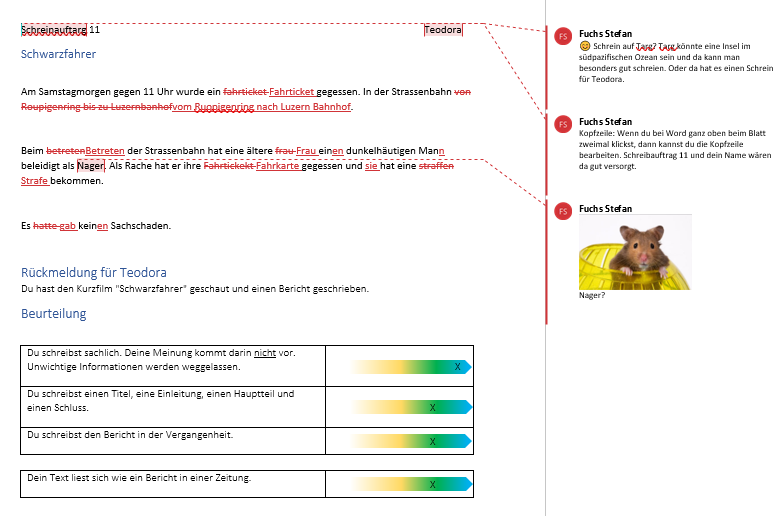 Schreinauftarg 11 Teodora
Schwarzfahrer
Am Samstagmorgen gegen 11 Uhr wurde ein fahrticket Fahrticket gegessen. In der Strassenbahn von
Roupigenring bis zu Luzernbanhofvom Ruopigenring nach Luzern Bahnhof.
Beim betretenBetreten der Strassenbahn hat eine ältere frau Frau einen dunkelhäutigen Mann
beleidigt als Nager. Als Rache hat er ihre Fahrticketkt Fahrkarte gegessen und sie hat eine straffen
Strafe bekommen.
Es hatte gab keinen Sachschaden.
Rückmeldung für Teodora
Du hast den Kurzfilm "Schwarzfahrer" geschaut und einen Bericht geschrieben.
Beurteilung
Du schreibst sachlich. Deine Meinung kommt darin nicht vor.
Unwichtige Informationen werden weggelassen.
X
Du schreibst einen Titel, eine Einleitung, einen Hauptteil und
einen Schluss.
X
Du schreibst den Bericht in der Vergangenheit.
X
Dein Text liest sich wie ein Bericht in einer Zeitung.
X
FS
Fuchs Stefan
Schrein auf Targ? Targ könnte eine Insel im
südpazifischen Ozean sein und da kann man
besonders gut schreien. Oder da hat es einen Schrein
für Teodora.
FS
Fuchs Stefan
Kopfzeile: Wenn du bei Word ganz oben beim Blatt
zweimal klickst, dann kannst du die Kopfzeile
bearbeiten. Schreibauftrag 11 und dein Name wären
da gut versorgt.
FS
Fuchs Stefan
Nager?